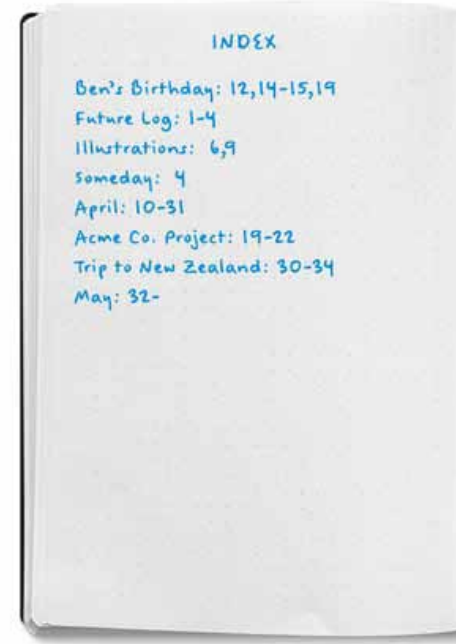 INDEX
Ben's Birthday: 12,14-15,19
Future Log: 1-4
Illustrations: 6,9
Someday: 4
April: 10-31
Acme Co. Project: 19-22
Trip to New Zealand: 30-34
May: 32-